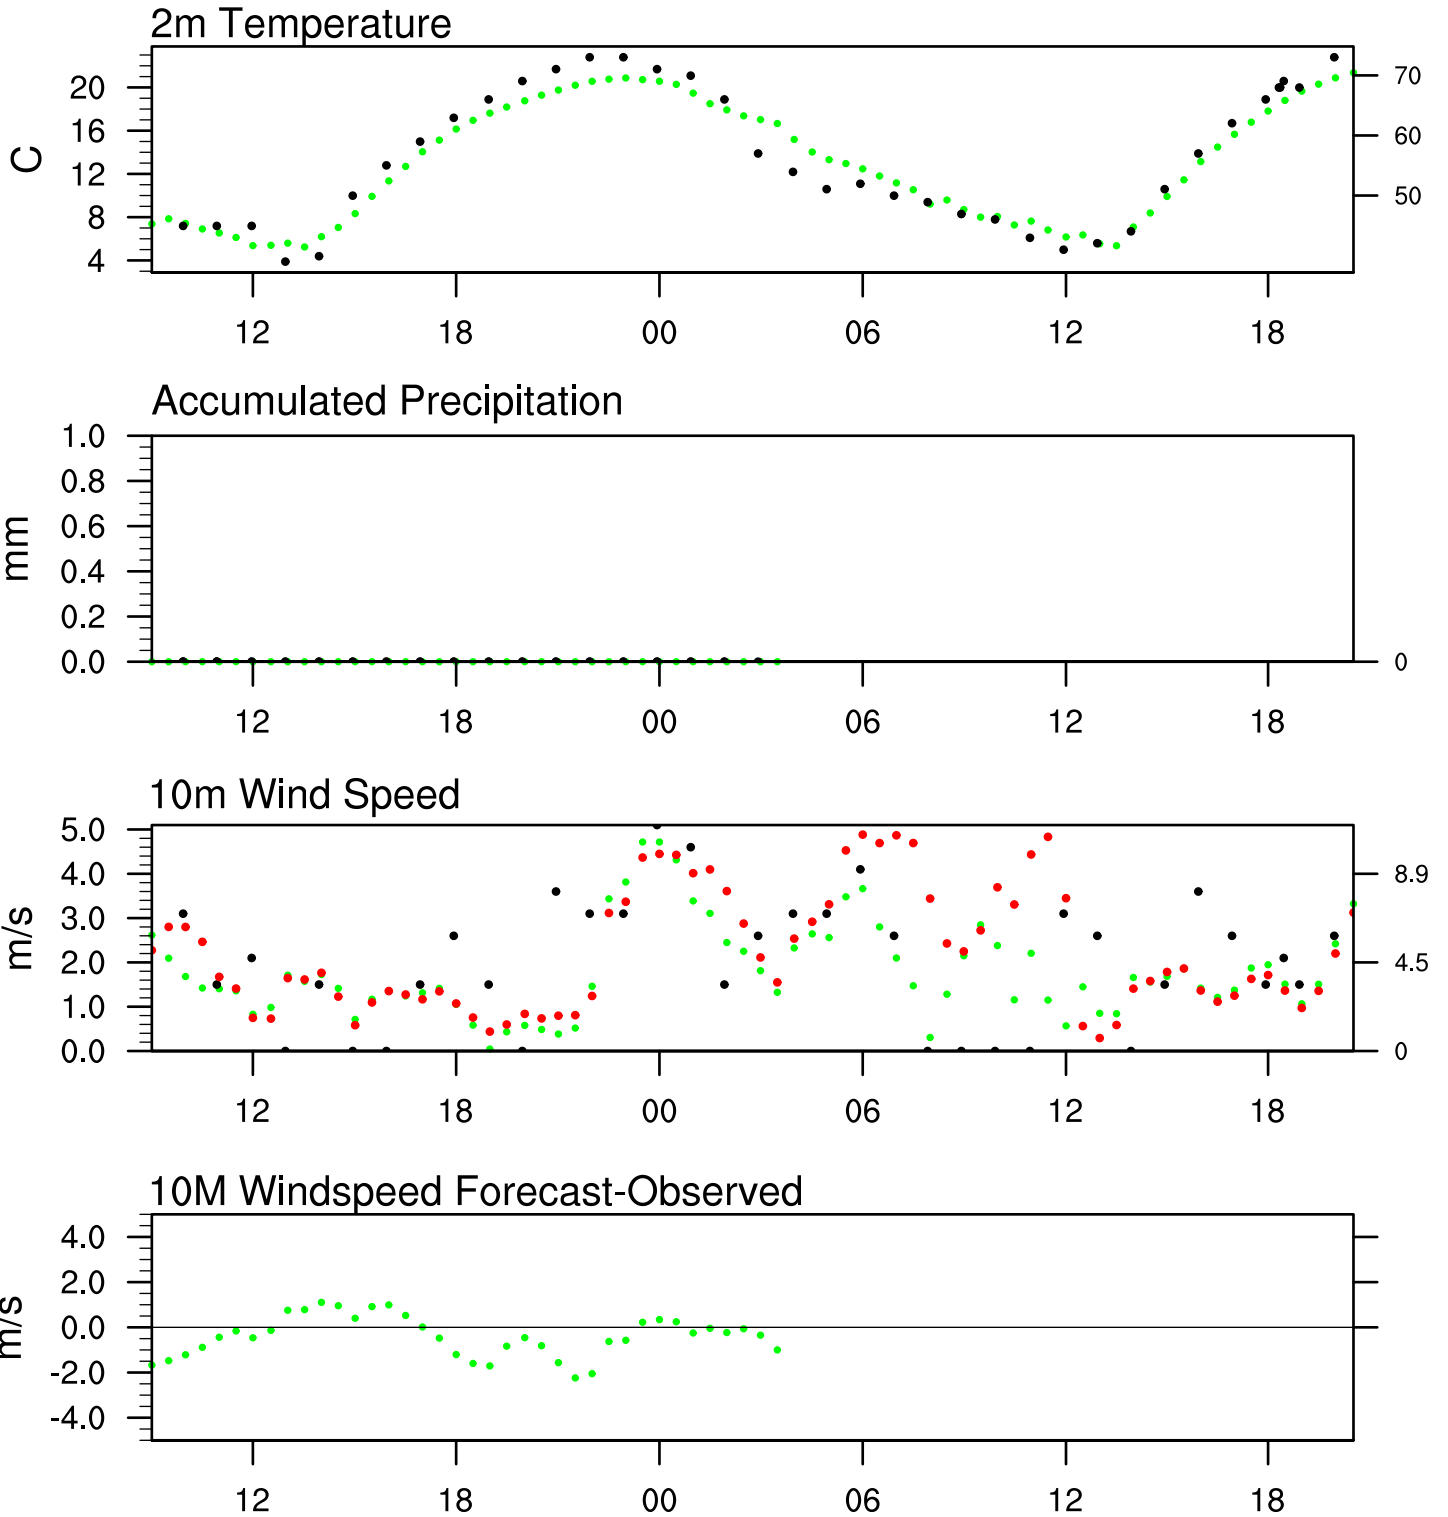 2m Temperature
C
20
16
12
8
4
70
60
50
12 18 00 06 12 18
Accumulated Precipitation
mm
1.0
0.8
0.6
0.4
0.2
0.0
0
12 18 00 06 12 18
10m Wind Speed
m/s
5.0
4.0
3.0
2.0
1.0
0.0
8.9
4.5
0
12 18 00 06 12 18
10M Windspeed Forecast-Observed
m/s
4.0
2.0
0.0
-2.0
-4.0
12 18 00 06 12 18